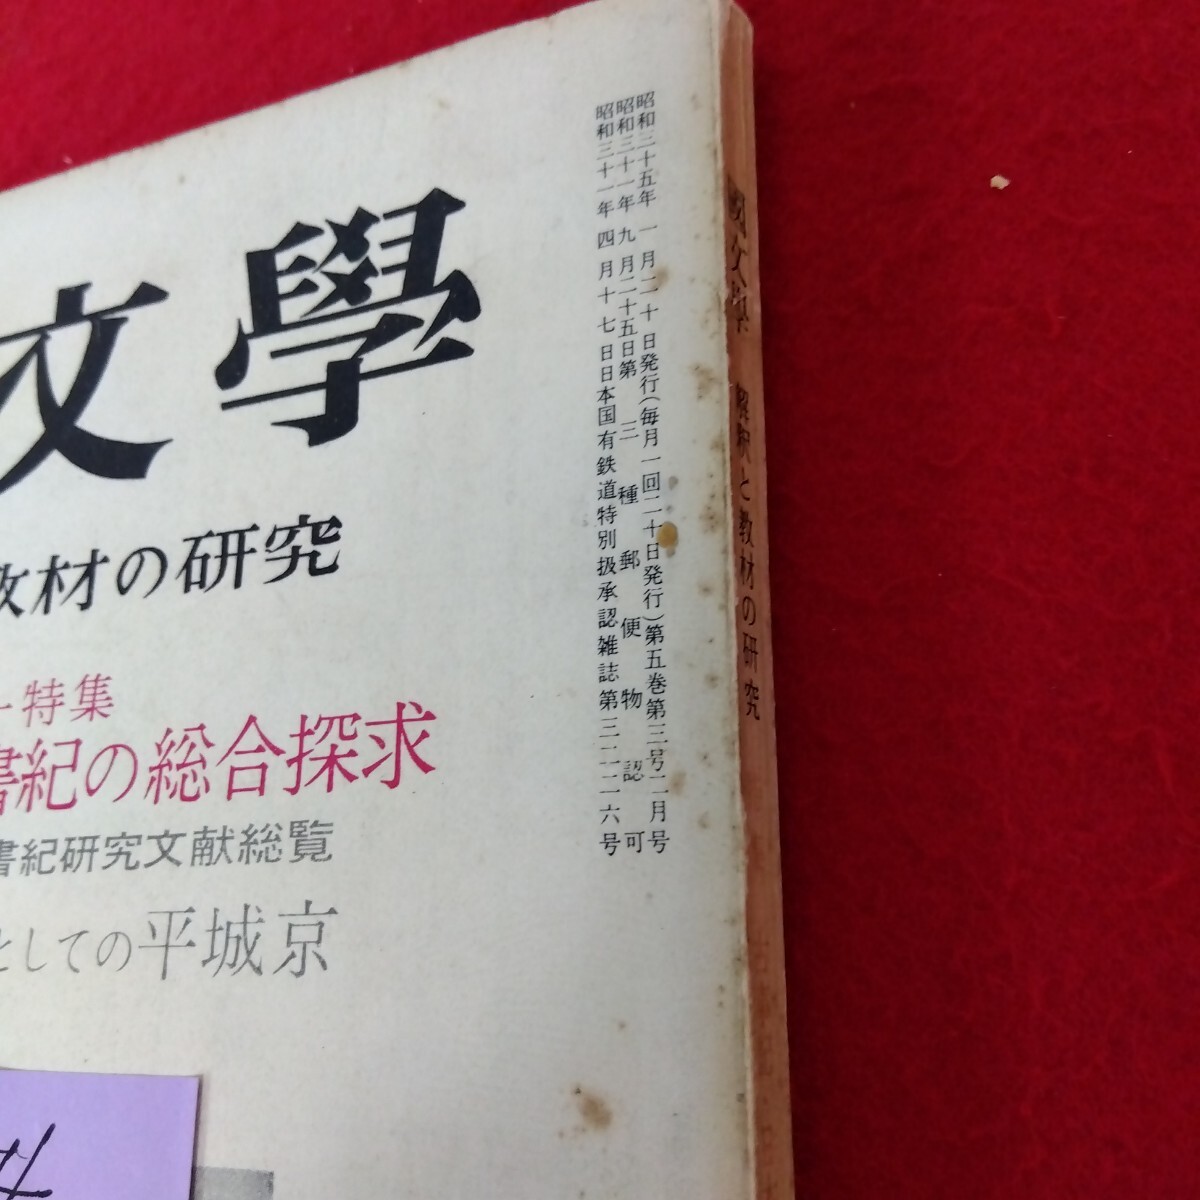 文學
教材の研究
特集
書紀の総合探求
書紀研究文献総覧
としての平城京
昭和三十五年一月二十日発行(毎月一回二十日発行)第五巻第三号二月号
昭和三十一年九月二十五日第三種郵便物認可
昭和三十一年四月十七日日本国有鉄道特別扱承認雑誌第三二二六号
國文學 解釈と教材の研究